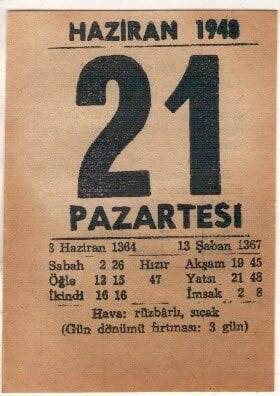 HAZİRAN 1948
21
PAZARTESİ
8 Haziran 1364 13 Şaban 1367
Sabah 2 26 Hızır Akşam 19 45
Öğle 12 15 47 Yatsı 21 48
İkindi 16 16 İmsak 2 8
Hava: rüzbârlı, sıcak
(Gün dönümü fırtınası: 3 gün)